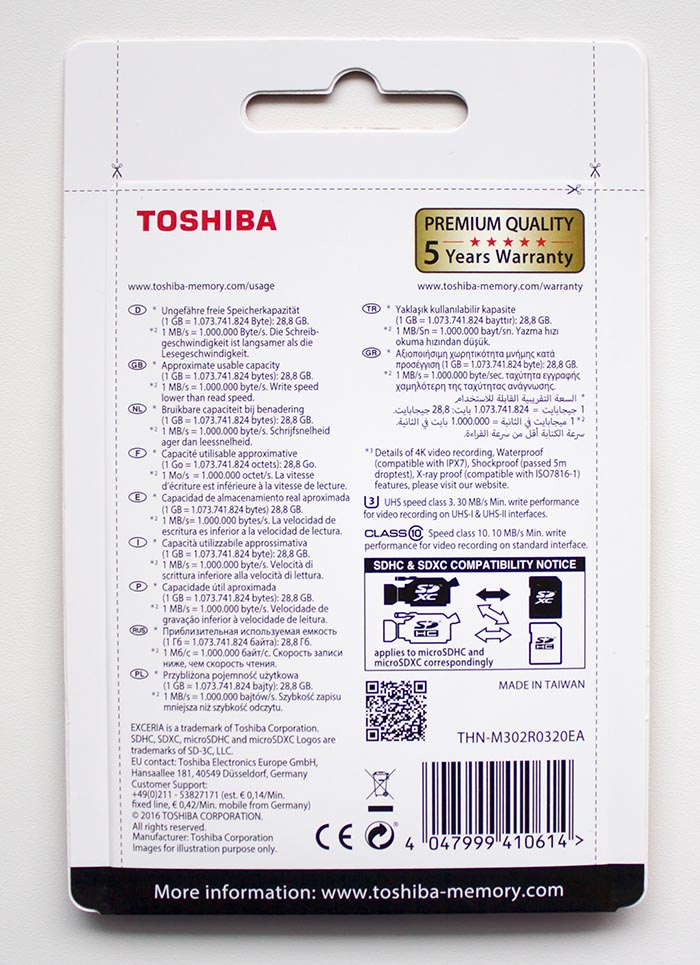 TOSHIBA
PREMIUM QUALITY
5 Years Warranty
www.toshiba-memory.com/usage
www.toshiba-memory.com/warranty
D * Ungefähre freie Speicherkapazität
(1 GB = 1.073.741.824 Byte): 28,8 GB.
*² 1 MB/s = 1.000.000 Byte/s. Die Schreib-
geschwindigkeit ist langsamer als die
Lesegeschwindigkeit.
GB * Approximate usable capacity
(1 GB = 1.073.741.824 bytes): 28,8 GB.
*² 1 MB/s = 1.000.000 bytes/s. Write speed
lower than read speed.
NL * Bruikbare capaciteit bij benadering
(1 GB = 1.073.741.824 bytes): 28,8 GB.
*² 1 MB/s = 1.000.000 bytes/s. Schrijfsnelheid
ager dan leessnelheid.
F * Capacité utilisable approximative
(1 Go = 1.073.741.824 octets): 28,8 Go.
*² 1 Mo/s = 1.000.000 octet/s. La vitesse
d'écriture est inférieure à la vitesse de lecture.
E * Capacidad de almacenamiento real aproximada
(1 GB = 1.073.741.824 bytes) 28,8 GB.
*² 1 MB/s= 1.000.000 bytes/s. La velocidad de
escritura es inferior a la velocidad de lectura.
I * Capacità utilizzabile approssimativa
(1 GB = 1.073.741.824 bytes): 28,8 GB.
*² 1 MB/s = 1.000.000 bytes/s. Velocità di
scrittura inferiore alla velocità di lettura.
P * Capacidade útil aproximada
(1 GB = 1.073.741.824 bytes): 28,8 GB.
*² 1 MB/s = 1.000.000 bytes/s. Velocidade de
gravação inferior à velocidade de leitura.
RUS * Приблизительная используемая емкость
(1 Гб = 1.073.741.824 байта): 28,8 Гб.
*² 1 Мб/с = 1.000.000 байт/с. Скорость записи
ниже, чем скорость чтения.
PL * Przybliżona pojemność użytkowa
(1 GB = 1.073.741.824 bajty): 28,8 GB.
*² 1 MB/s = 1.000.000 bajtów/s. Szybkość zapisu
mniejsza niż szybkość odczytu.
EXCERIA is a trademark of Toshiba Corporation.
SDHC, SDXC, microSDHC and microSDXC Logos are
trademarks of SD-3C, LLC.
EU contact: Toshiba Electronics Europe GmbH,
Hansaallee 181, 40549 Düsseldorf, Germany
Customer Support:
+49(0)211 - 53827171 (est. € 0,14/Min.
fixed line, € 0,42/Min. mobile from Germany)
© 2016 TOSHIBA CORPORATION.
All rights reserved.
Manufacturer: Toshiba Corporation
Images for illustration purpose only.
TR * Yaklaşık kullanılabilir kapasite
(1 GB = 1.073.741.824 bayttır): 28,8 GB.
*² 1 MB/Sn = 1.000.000 bayt/sn. Yazma hızı
okuma hızından düşük.
GR * Αξιοποιήσιμη χωρητικότητα μνήμης κατά
προσέγγιση (1 GB = 1.073.741.824 byte): 28,8 GB.
*² 1 MB/s = 1.000.000 byte/sec. ταχύτητα εγγραφής
χαμηλότερη της ταχύτητας ανάγνωσης.
* السعة التقريبية القابلة للاستخدام
1 جيجابايت = 1.073.741.824 بايت: 28,8 جيجابايت.
*² 1 ميجابايت في الثانية = 1.000.000 بايت في الثانية.
سرعة الكتابة أقل من سرعة القراءة.
*³ Details of 4K video recording, Waterproof
(compatible with IPX7), Shockproof (passed 5m
droptest), X-ray proof (compatible with ISO7816-1)
features, please visit our website.
3 UHS speed class 3. 30 MB/s Min. write performance
for video recording on UHS-I & UHS-II interfaces.
CLASS 10 Speed class 10. 10 MB/s Min. write
performance for video recording on standard interface.
SDHC & SDXC COMPATIBILITY NOTICE
SD XC
SD XC
SD HC
SD HC
applies to microSDHC and
microSDXC correspondingly
MADE IN TAIWAN
THN-M302R0320EA
CE
4 047999 410614 >
More information: www.toshiba-memory.com